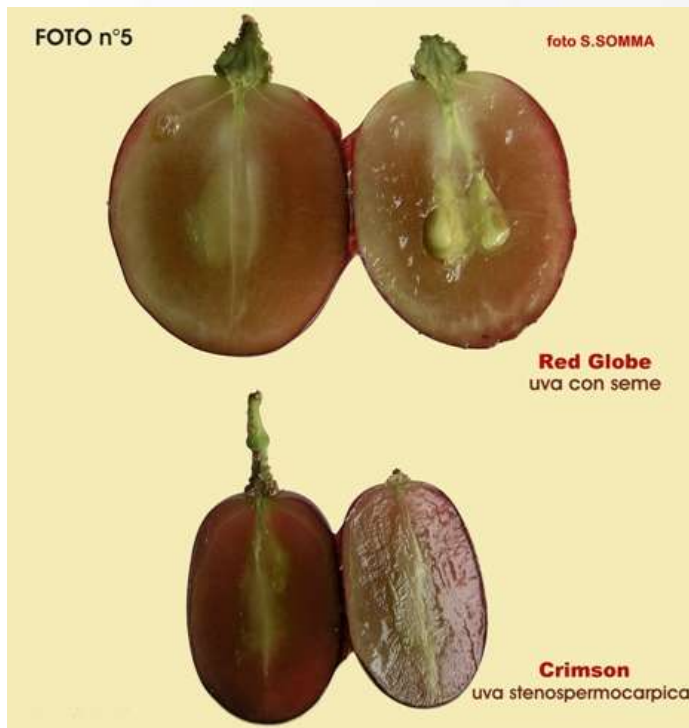 FOTO n°5
foto S.SOMMA
Red Globe
uva con seme
Crimson
uva stenospermocarpica